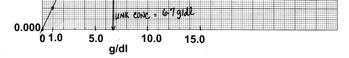 UNK CONC = 6.7 g/dl
0.000
0 1.0 5.0 10.0 15.0
g/dl